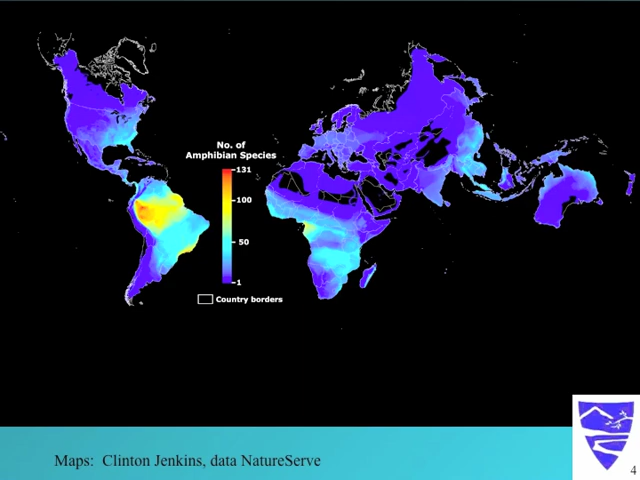 No. of
Amphibian Species
131
100
50
1
Country borders
Maps: Clinton Jenkins, data NatureServe
4